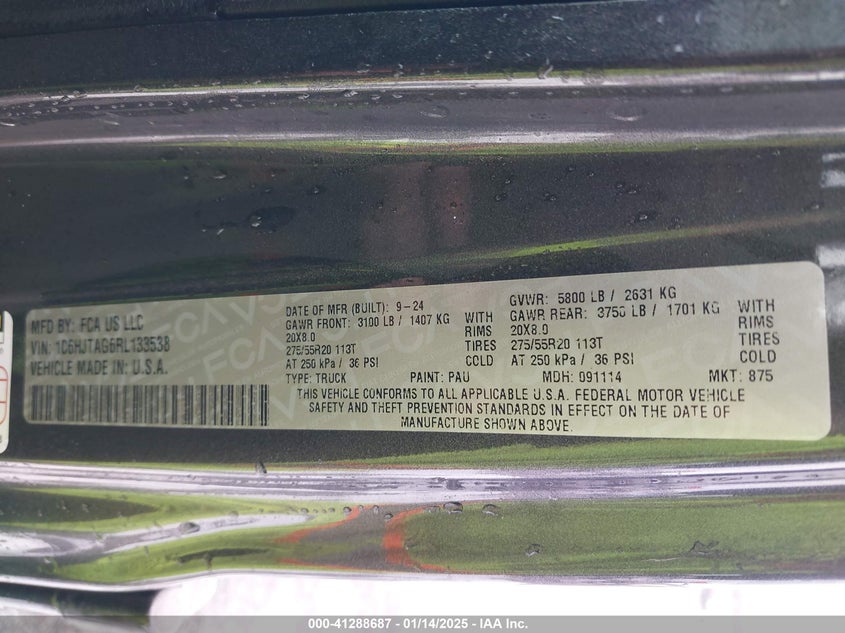 MFD BY: FCA US LLC
VIN: 1C6HJTAG6RL133538
VEHICLE MADE IN: U.S.A.
DATE OF MFR (BUILT): 9-24
GAWR FRONT: 3100 LB / 1407 KG
20X8.0
275/55R20 113T
AT 250 kPa / 36 PSI
TYPE: TRUCK
WITH
RIMS
TIRES
COLD
PAINT: PAU
GVWR: 5800 LB / 2631 KG
GAWR REAR: 3750 LB / 1701 KG
20X8.0
275/55R20 113T
AT 250 kPa / 36 PSI
MDH: 091114
WITH
RIMS
TIRES
COLD
MKT: 875
THIS VEHICLE CONFORMS TO ALL APPLICABLE U.S.A. FEDERAL MOTOR VEHICLE
SAFETY AND THEFT PREVENTION STANDARDS IN EFFECT ON THE DATE OF
MANUFACTURE SHOWN ABOVE.
000-41288687 - 01/14/2025 - IAA Inc.